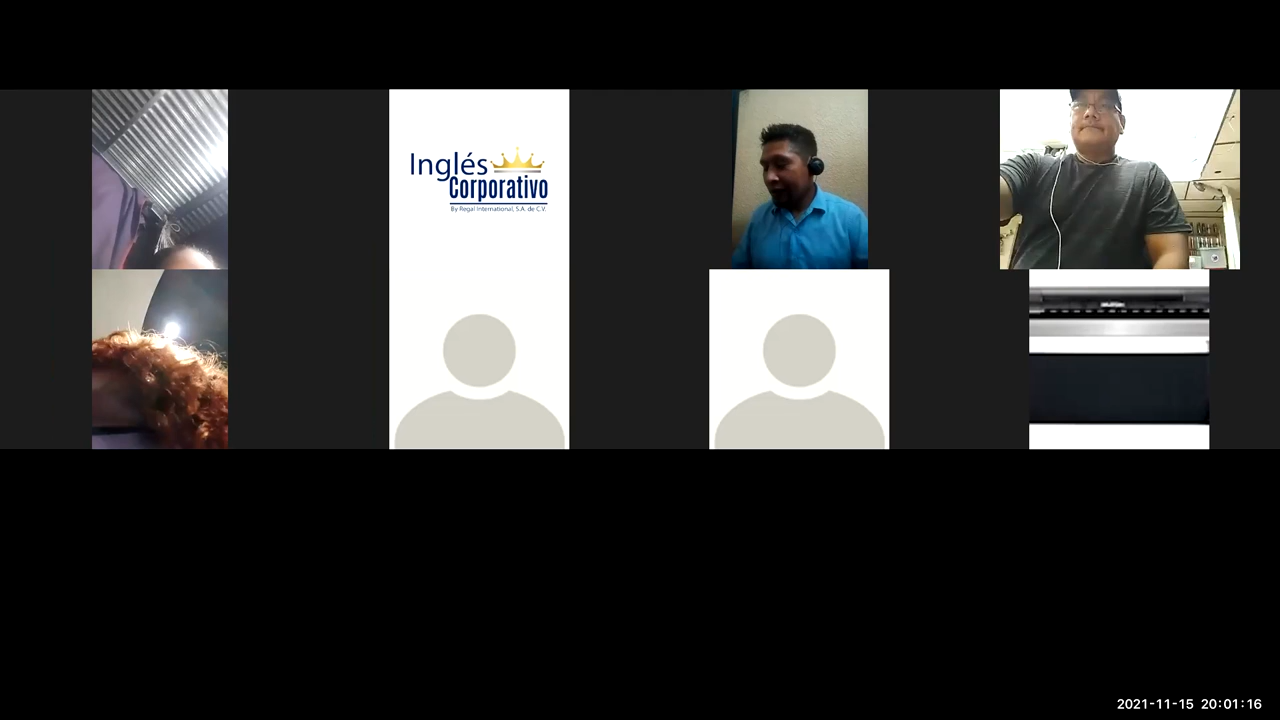 Inglés
Corporativo
By Regal International, S.A. de C.V.
2021-11-15 20:01:16